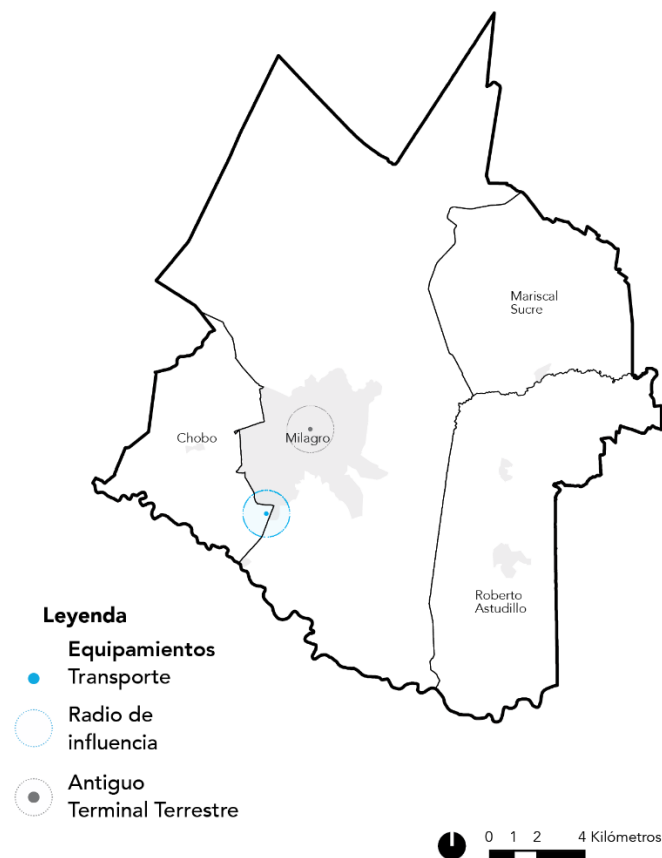 Mariscal
Sucre
Chobo
Milagro
Roberto
Astudillo
Leyenda
Equipamientos
Transporte
Radio de
influencia
Antiguo
Terminal Terrestre
0 1 2 4 Kilómetros